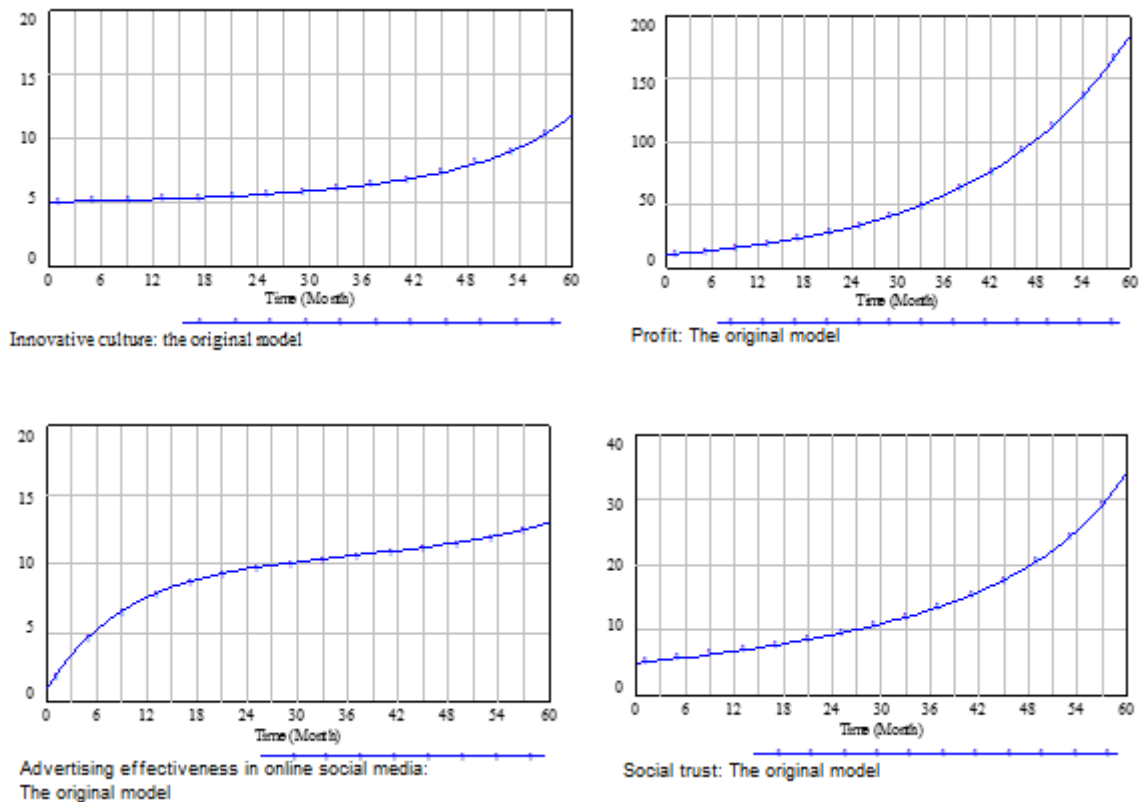 20
15
10
5
0
0 6 12 18 24 30 36 42 48 54 60
Time (Month)
Innovative culture: the original model
200
150
100
50
0
0 6 12 18 24 30 36 42 48 54 60
Time (Month)
Profit: The original model
20
15
10
5
0
0 6 12 18 24 30 36 42 48 54 60
Time (Month)
Advertising effectiveness in online social media:
The original model
40
30
20
10
0
0 6 12 18 24 30 36 42 48 54 60
Time (Month)
Social trust: The original model